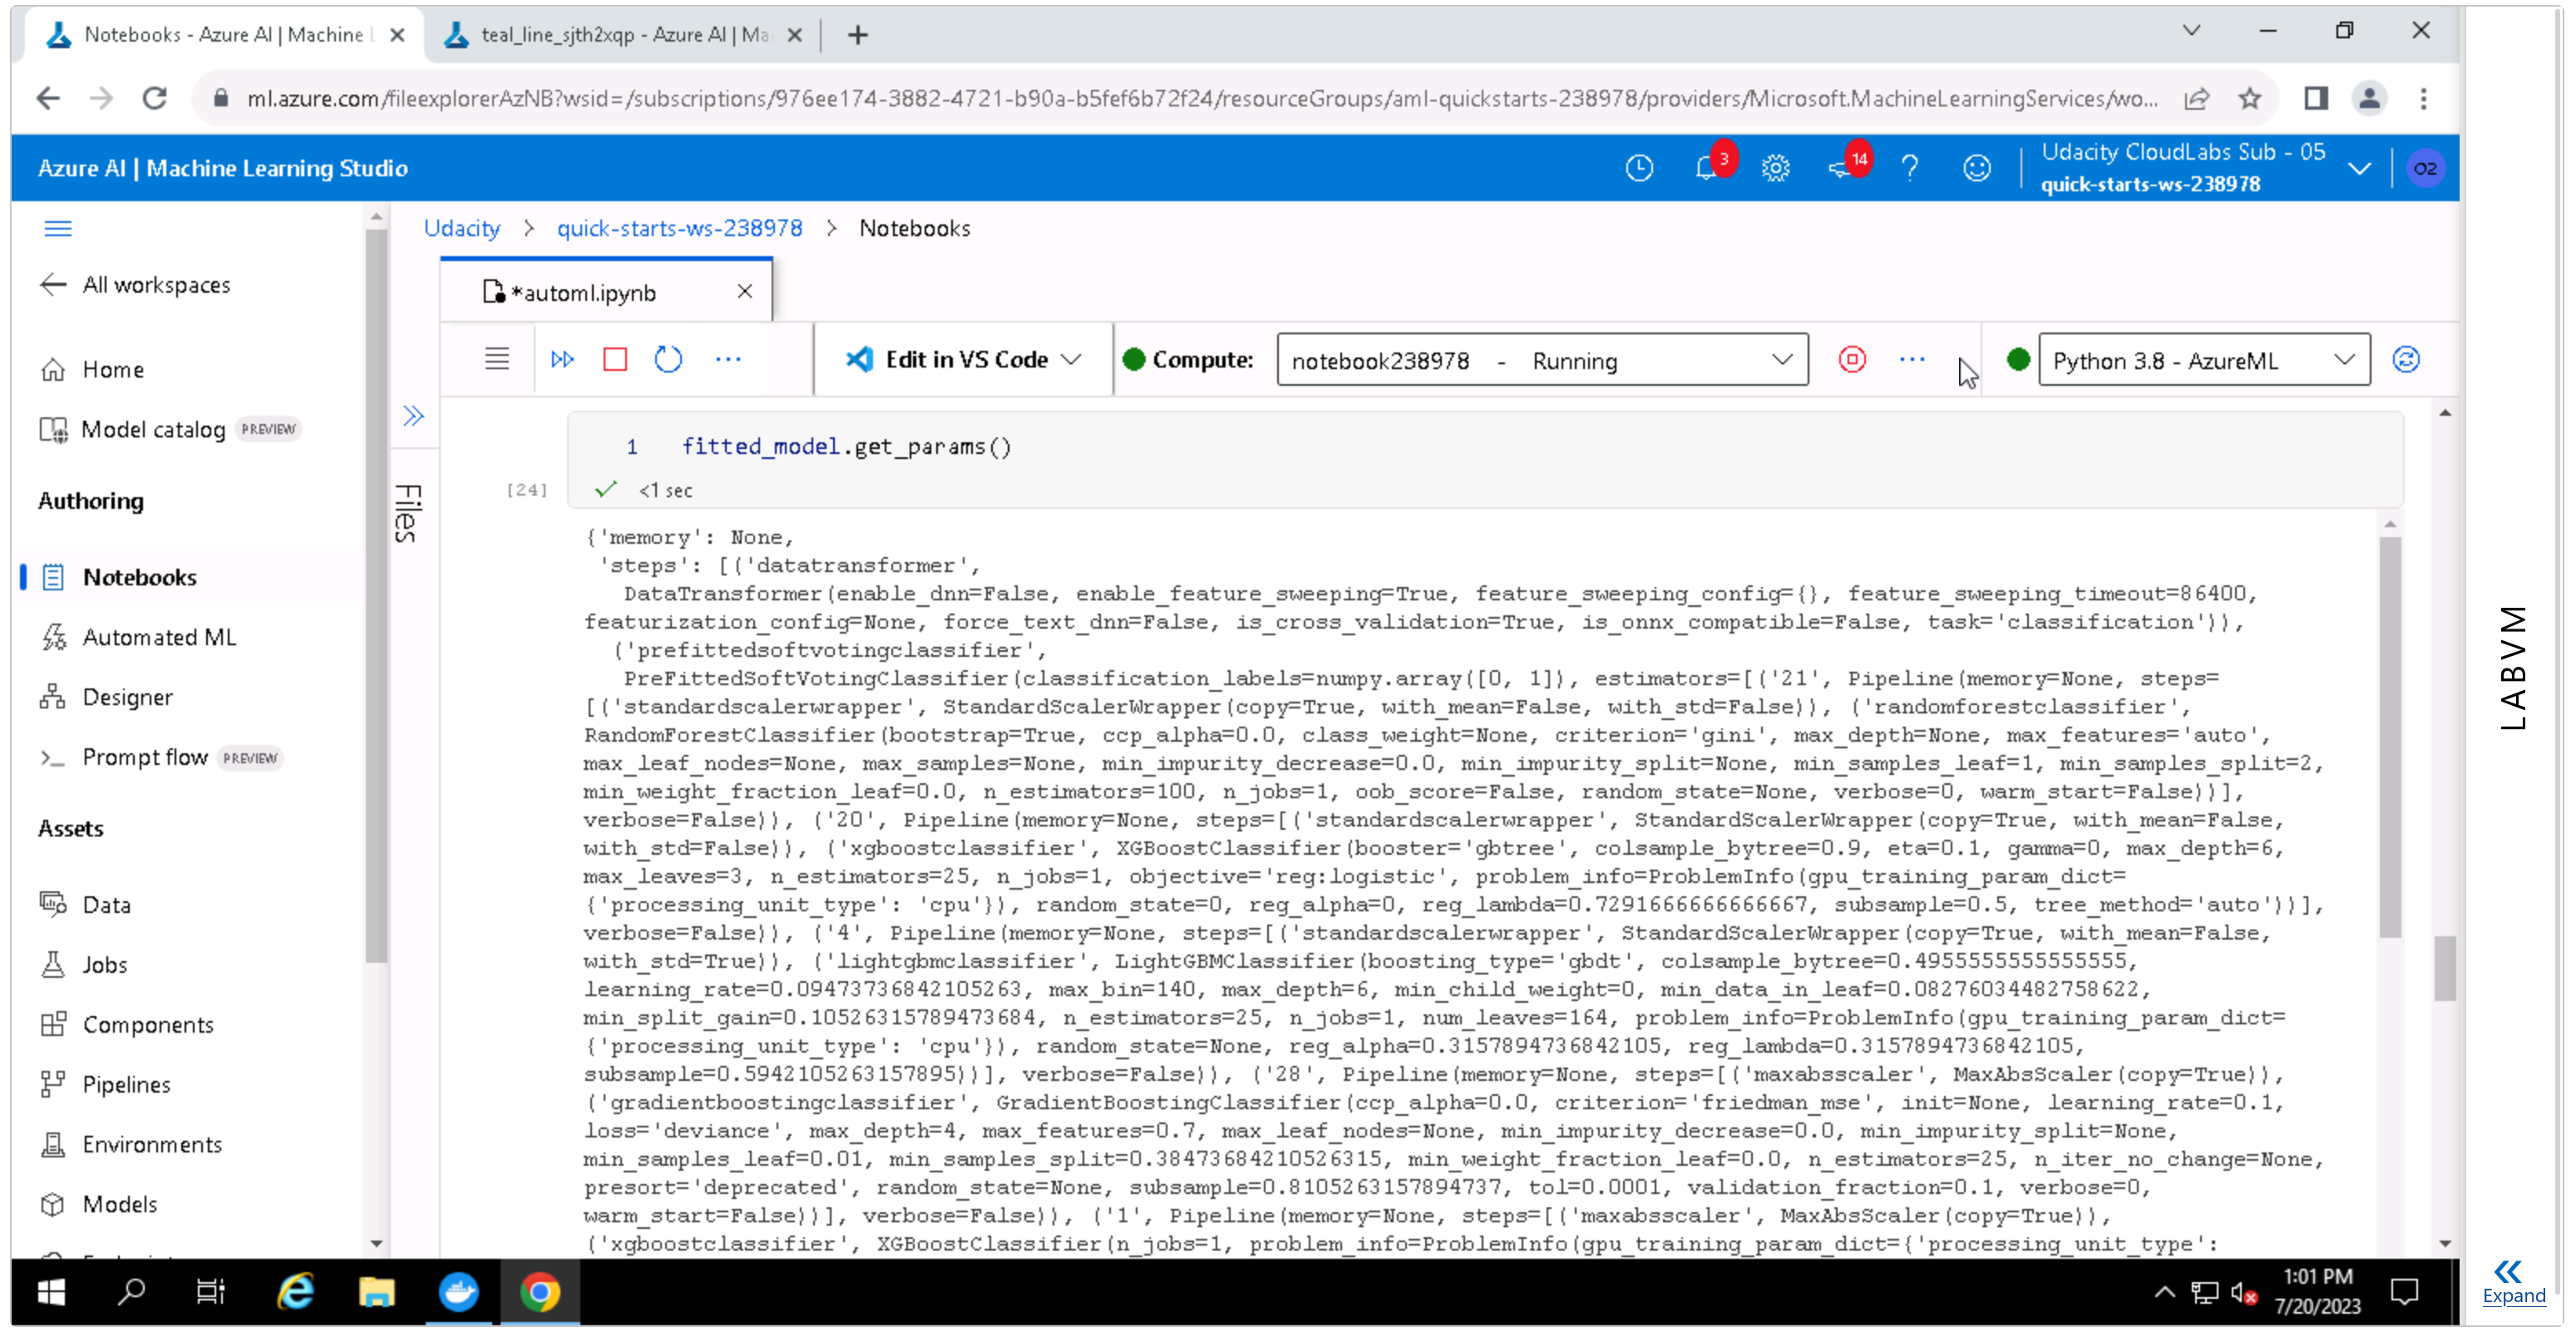 Notebooks - Azure AI | Machine L
teal_line_sjth2xqp - Azure AI | Ma
ml.azure.com/fileexplorerAzNB?wsid=/subscriptions/976ee174-3882-4721-b90a-b5fef6b72f24/resourceGroups/aml-quickstarts-238978/providers/Microsoft.MachineLearningServices/wo...
Azure AI | Machine Learning Studio
3
14
Udacity CloudLabs Sub - 05
quick-starts-ws-238978
O2
Udacity > quick-starts-ws-238978 > Notebooks
All workspaces
Home
Model catalog PREVIEW
Authoring
Notebooks
Automated ML
Designer
Prompt flow PREVIEW
Assets
Data
Jobs
Components
Pipelines
Environments
Models
Files
*automl.ipynb
Edit in VS Code
Compute:
notebook238978 - Running
Python 3.8 - AzureML
1 fitted_model.get_params()
[24]
<1 sec
{'memory': None,
'steps': [('datatransformer',
DataTransformer(enable_dnn=False, enable_feature_sweeping=True, feature_sweeping_config={}, feature_sweeping_timeout=86400,
featurization_config=None, force_text_dnn=False, is_cross_validation=True, is_onnx_compatible=False, task='classification')),
('prefittedsoftvotingclassifier',
PreFittedSoftVotingClassifier(classification_labels=numpy.array([0, 1]), estimators=[('21', Pipeline(memory=None, steps=
[('standardscalerwrapper', StandardScalerWrapper(copy=True, with_mean=False, with_std=False)), ('randomforestclassifier',
RandomForestClassifier(bootstrap=True, ccp_alpha=0.0, class_weight=None, criterion='gini', max_depth=None, max_features='auto',
max_leaf_nodes=None, max_samples=None, min_impurity_decrease=0.0, min_impurity_split=None, min_samples_leaf=1, min_samples_split=2,
min_weight_fraction_leaf=0.0, n_estimators=100, n_jobs=1, oob_score=False, random_state=None, verbose=0, warm_start=False))],
verbose=False)), ('20', Pipeline(memory=None, steps=[('standardscalerwrapper', StandardScalerWrapper(copy=True, with_mean=False,
with_std=False)), ('xgboostclassifier', XGBoostClassifier(booster='gbtree', colsample_bytree=0.9, eta=0.1, gamma=0, max_depth=6,
max_leaves=3, n_estimators=25, n_jobs=1, objective='reg:logistic', problem_info=ProblemInfo(gpu_training_param_dict=
{'processing_unit_type': 'cpu'}), random_state=0, reg_alpha=0, reg_lambda=0.7291666666666667, subsample=0.5, tree_method='auto'))],
verbose=False)), ('4', Pipeline(memory=None, steps=[('standardscalerwrapper', StandardScalerWrapper(copy=True, with_mean=False,
with_std=True)), ('lightgbmclassifier', LightGBMClassifier(boosting_type='gbdt', colsample_bytree=0.4955555555555555,
learning_rate=0.09473736842105263, max_bin=140, max_depth=6, min_child_weight=0, min_data_in_leaf=0.08276034482758622,
min_split_gain=0.10526315789473684, n_estimators=25, n_jobs=1, num_leaves=164, problem_info=ProblemInfo(gpu_training_param_dict=
{'processing_unit_type': 'cpu'}), random_state=None, reg_alpha=0.3157894736842105, reg_lambda=0.3157894736842105,
subsample=0.5942105263157895))], verbose=False)), ('28', Pipeline(memory=None, steps=[('maxabsscaler', MaxAbsScaler(copy=True)),
('gradientboostingclassifier', GradientBoostingClassifier(ccp_alpha=0.0, criterion='friedman_mse', init=None, learning_rate=0.1,
loss='deviance', max_depth=4, max_features=0.7, max_leaf_nodes=None, min_impurity_decrease=0.0, min_impurity_split=None,
min_samples_leaf=0.01, min_samples_split=0.38473684210526315, min_weight_fraction_leaf=0.0, n_estimators=25, n_iter_no_change=None,
presort='deprecated', random_state=None, subsample=0.8105263157894737, tol=0.0001, validation_fraction=0.1, verbose=0,
warm_start=False))], verbose=False)), ('1', Pipeline(memory=None, steps=[('maxabsscaler', MaxAbsScaler(copy=True)),
('xgboostclassifier', XGBoostClassifier(n_jobs=1, problem_info=ProblemInfo(gpu_training_param_dict={'processing_unit_type':
LABVM
Expand
1:01 PM
7/20/2023